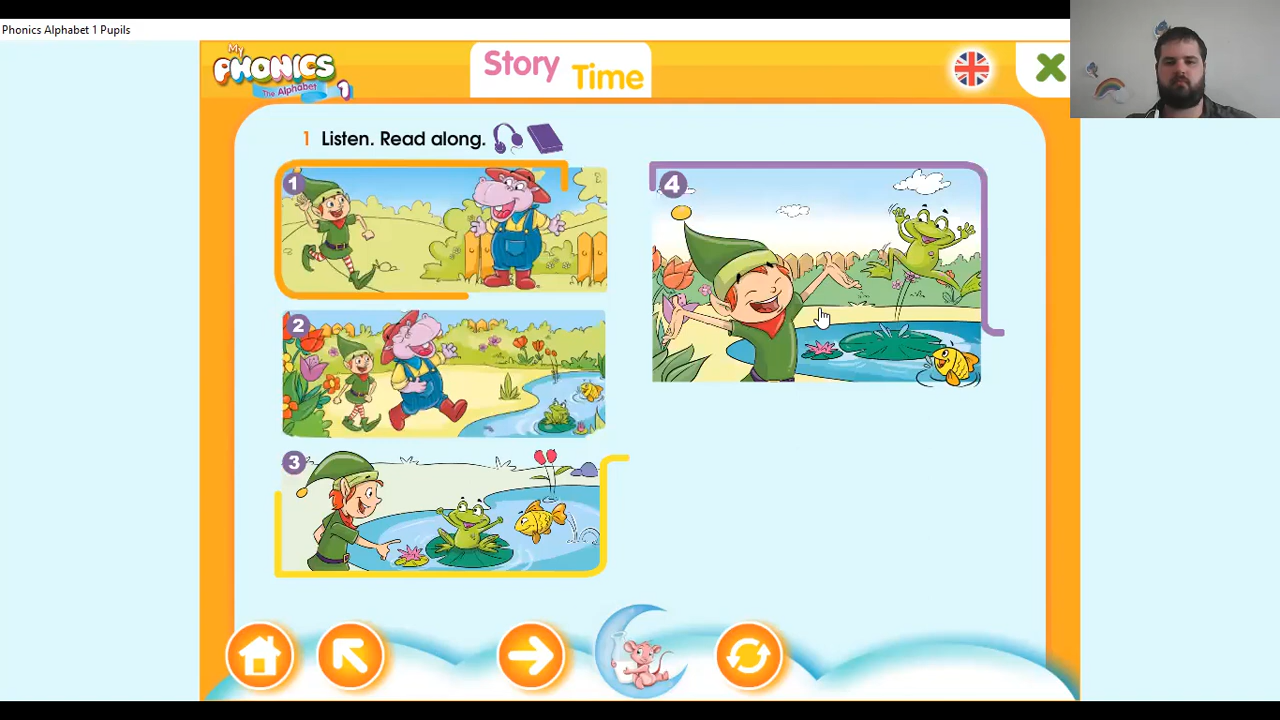 Phonics Alphabet 1 Pupils
My
PHONICS
The Alphabet 1
Story Time
1 Listen. Read along.
1
2
3
4